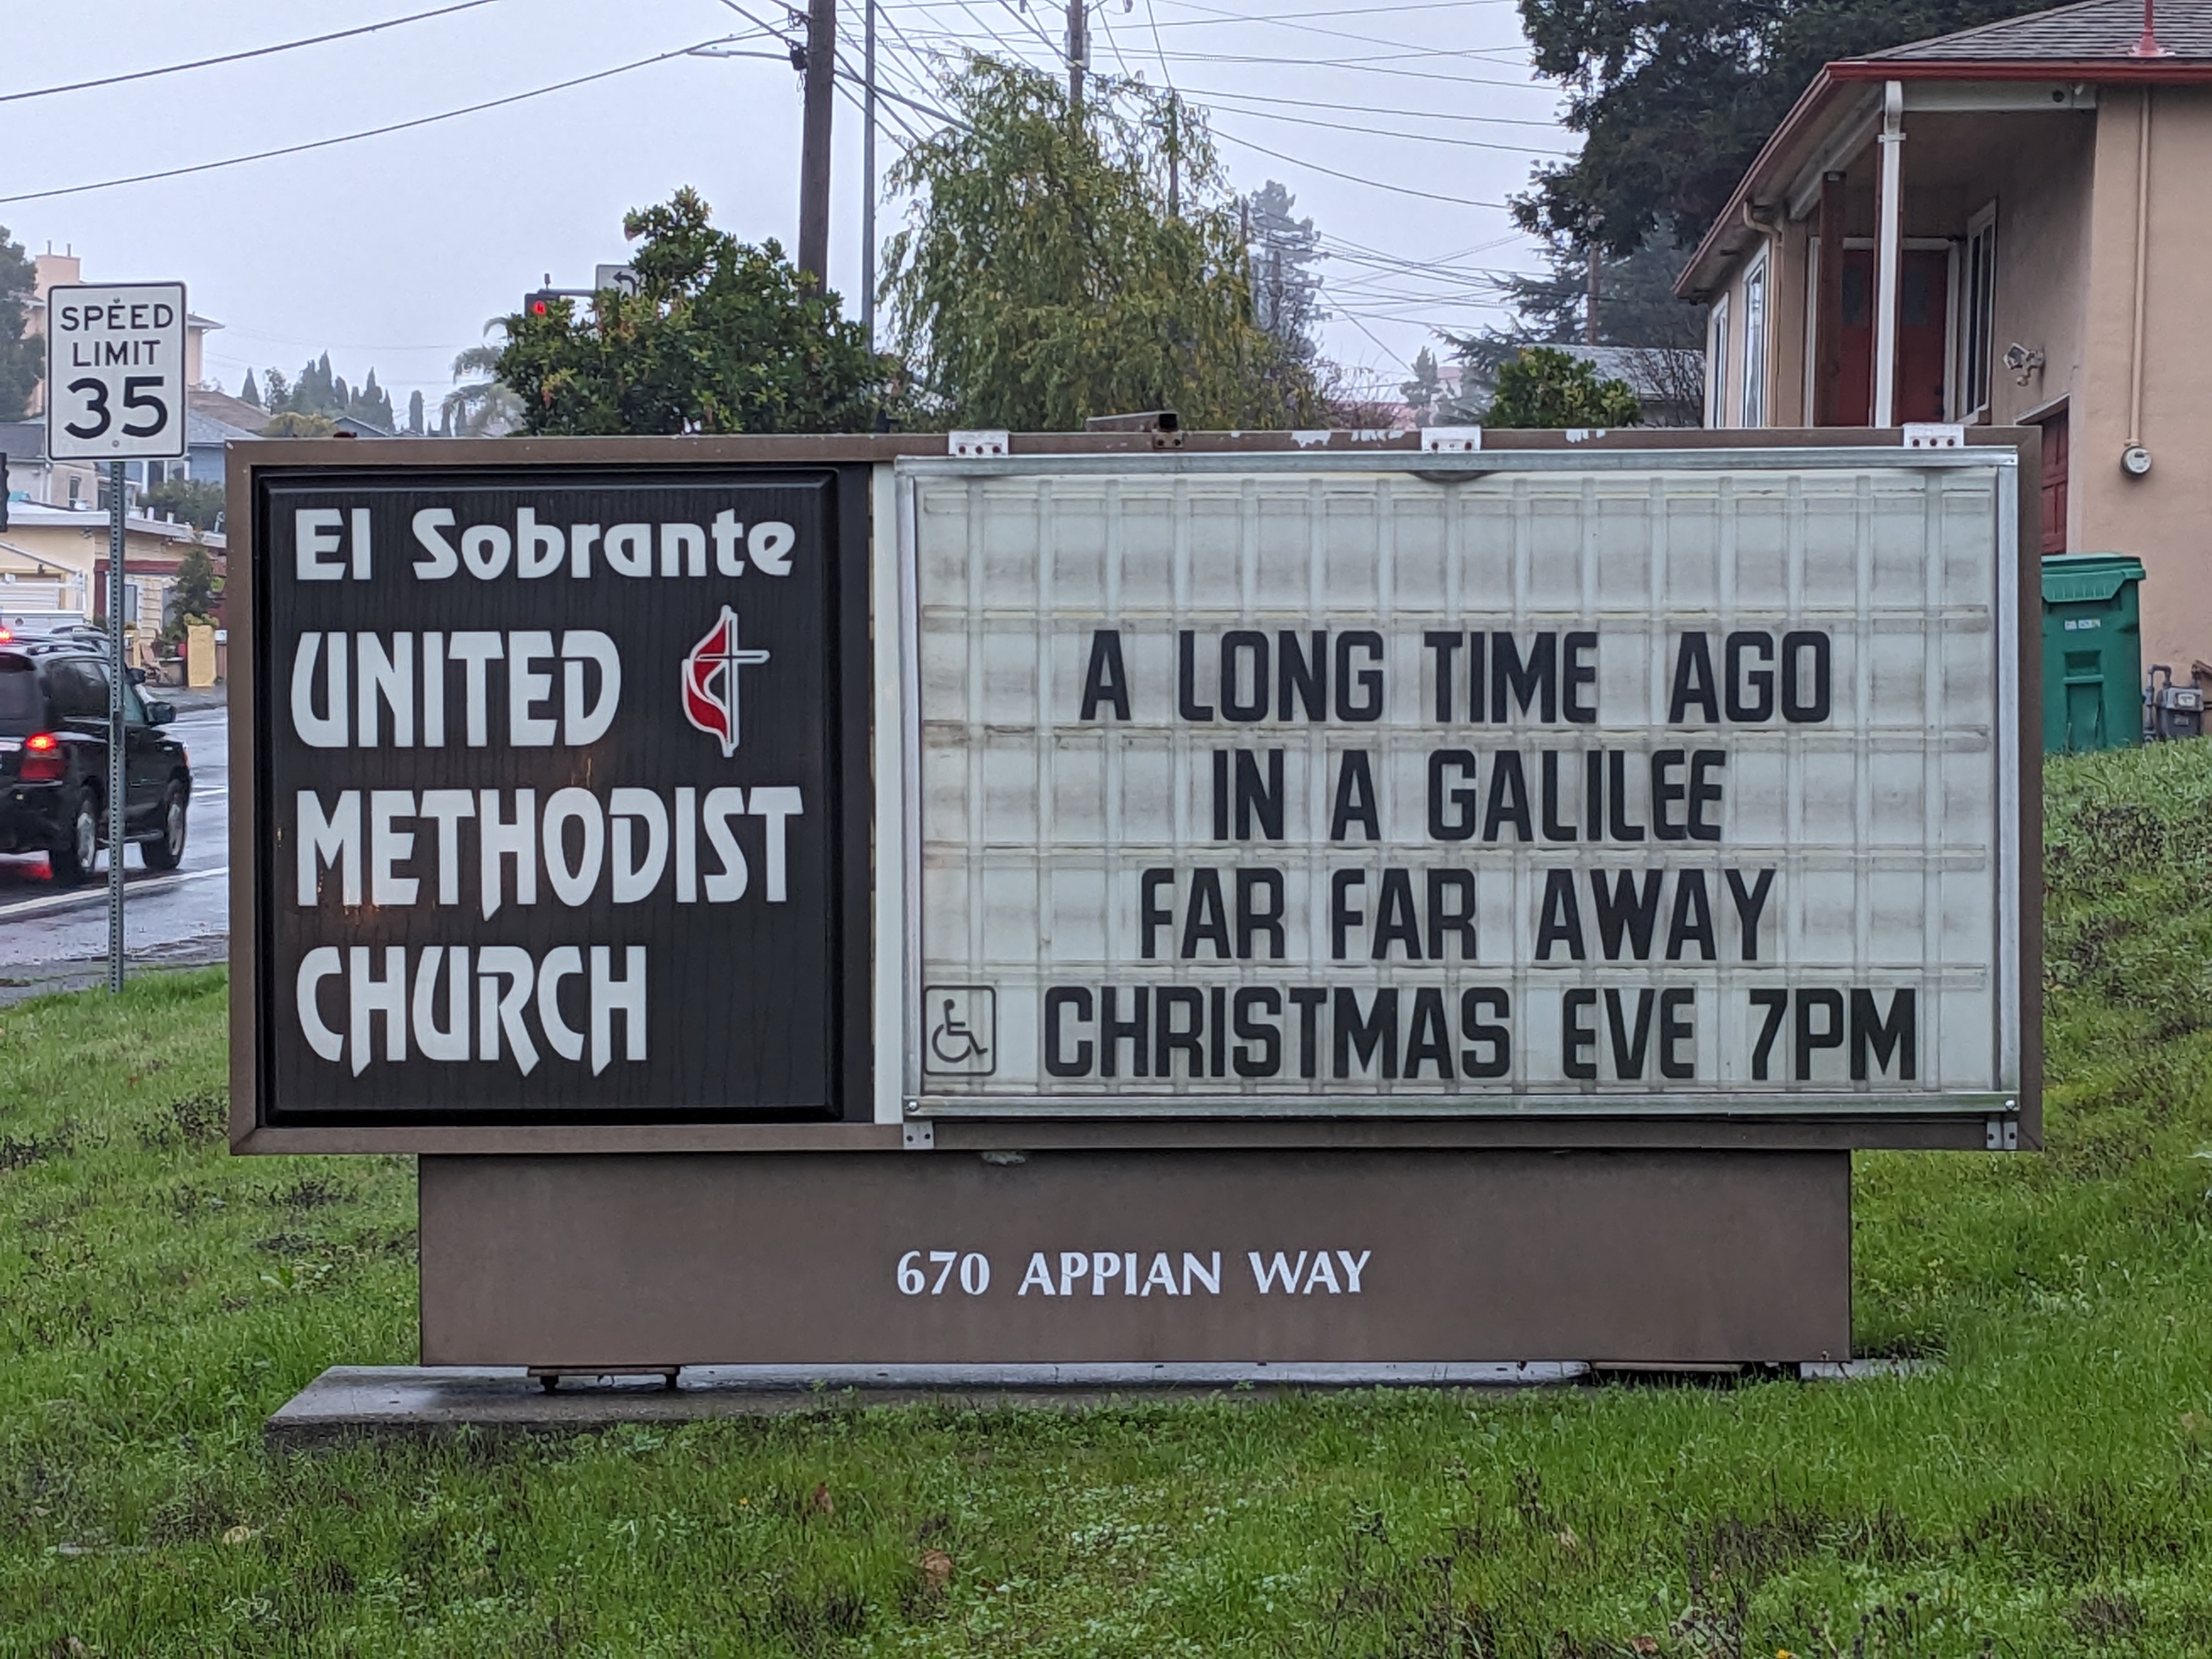 SPEED
LIMIT
35
El Sobrante
UNITED
METHODIST
CHURCH
A LONG TIME AGO
IN A GALILEE
FAR FAR AWAY
CHRISTMAS EVE 7PM
670 APPIAN WAY